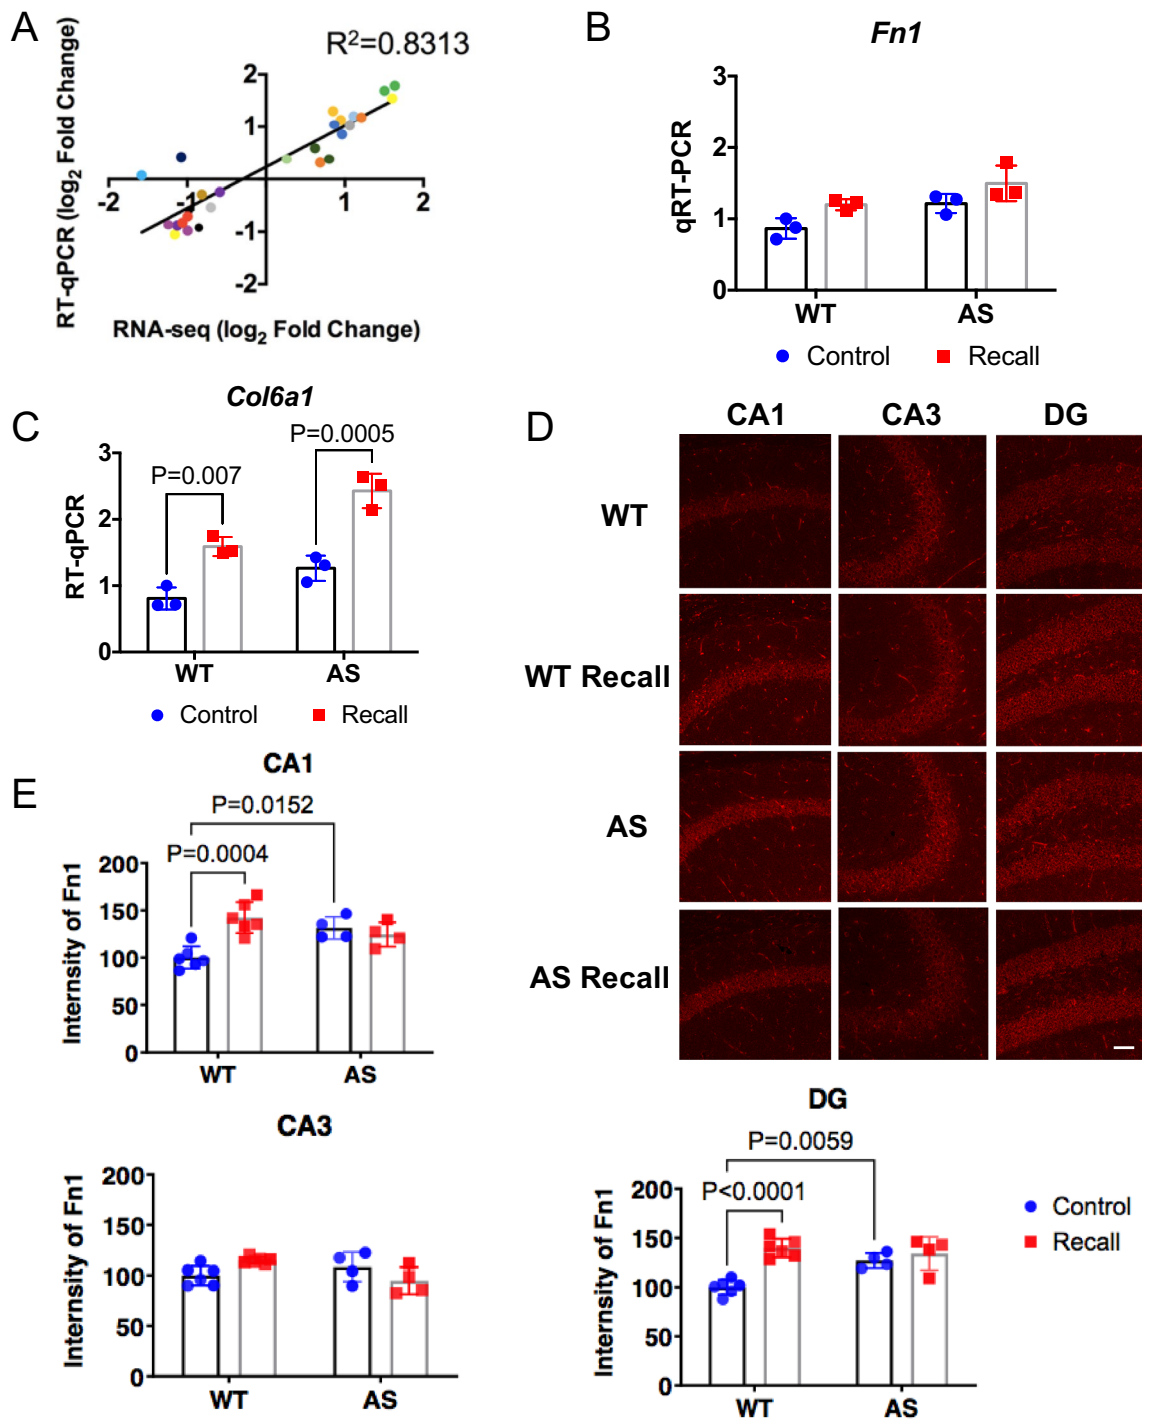 A
R²=0.8313
RT-qPCR (log₂ Fold Change)
2
1
-2
-1
1
2
-1
-2
RNA-seq (log₂ Fold Change)
B
Fn1
qRT-PCR
3
2
1
0
WT
AS
Control
Recall
C
Col6a1
RT-qPCR
P=0.0005
P=0.007
3
2
1
0
WT
AS
Control
Recall
D
CA1
CA3
DG
WT
WT Recall
AS
AS Recall
E
CA1
P=0.0152
P=0.0004
Internsity of Fn1
200
150
100
50
0
WT
AS
CA3
Internsity of Fn1
200
150
100
50
0
WT
AS
DG
P=0.0059
P<0.0001
Internsity of Fn1
200
150
100
50
0
WT
AS
Control
Recall